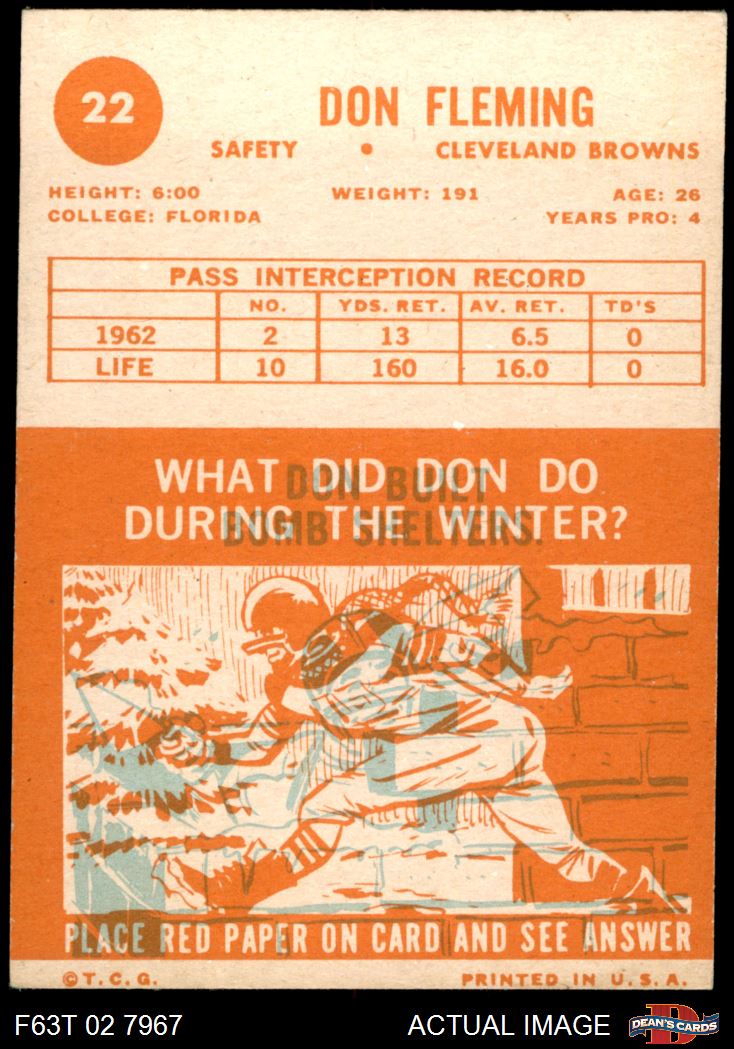 22
DON FLEMING
SAFETY • CLEVELAND BROWNS
HEIGHT: 6:00 WEIGHT: 191 AGE: 26
COLLEGE: FLORIDA YEARS PRO: 4
PASS INTERCEPTION RECORD
NO. YDS. RET. AV. RET. TD'S
1962 2 13 6.5 0
LIFE 10 160 16.0 0
WHAT DID DON DO
DURING THE WINTER?
DON BUILT
BOMB SHELTERS.
PLACE RED PAPER ON CARD AND SEE ANSWER
©T.C.G. PRINTED IN U.S.A.
F63T 02 7967 ACTUAL IMAGE DEAN'S CARDS